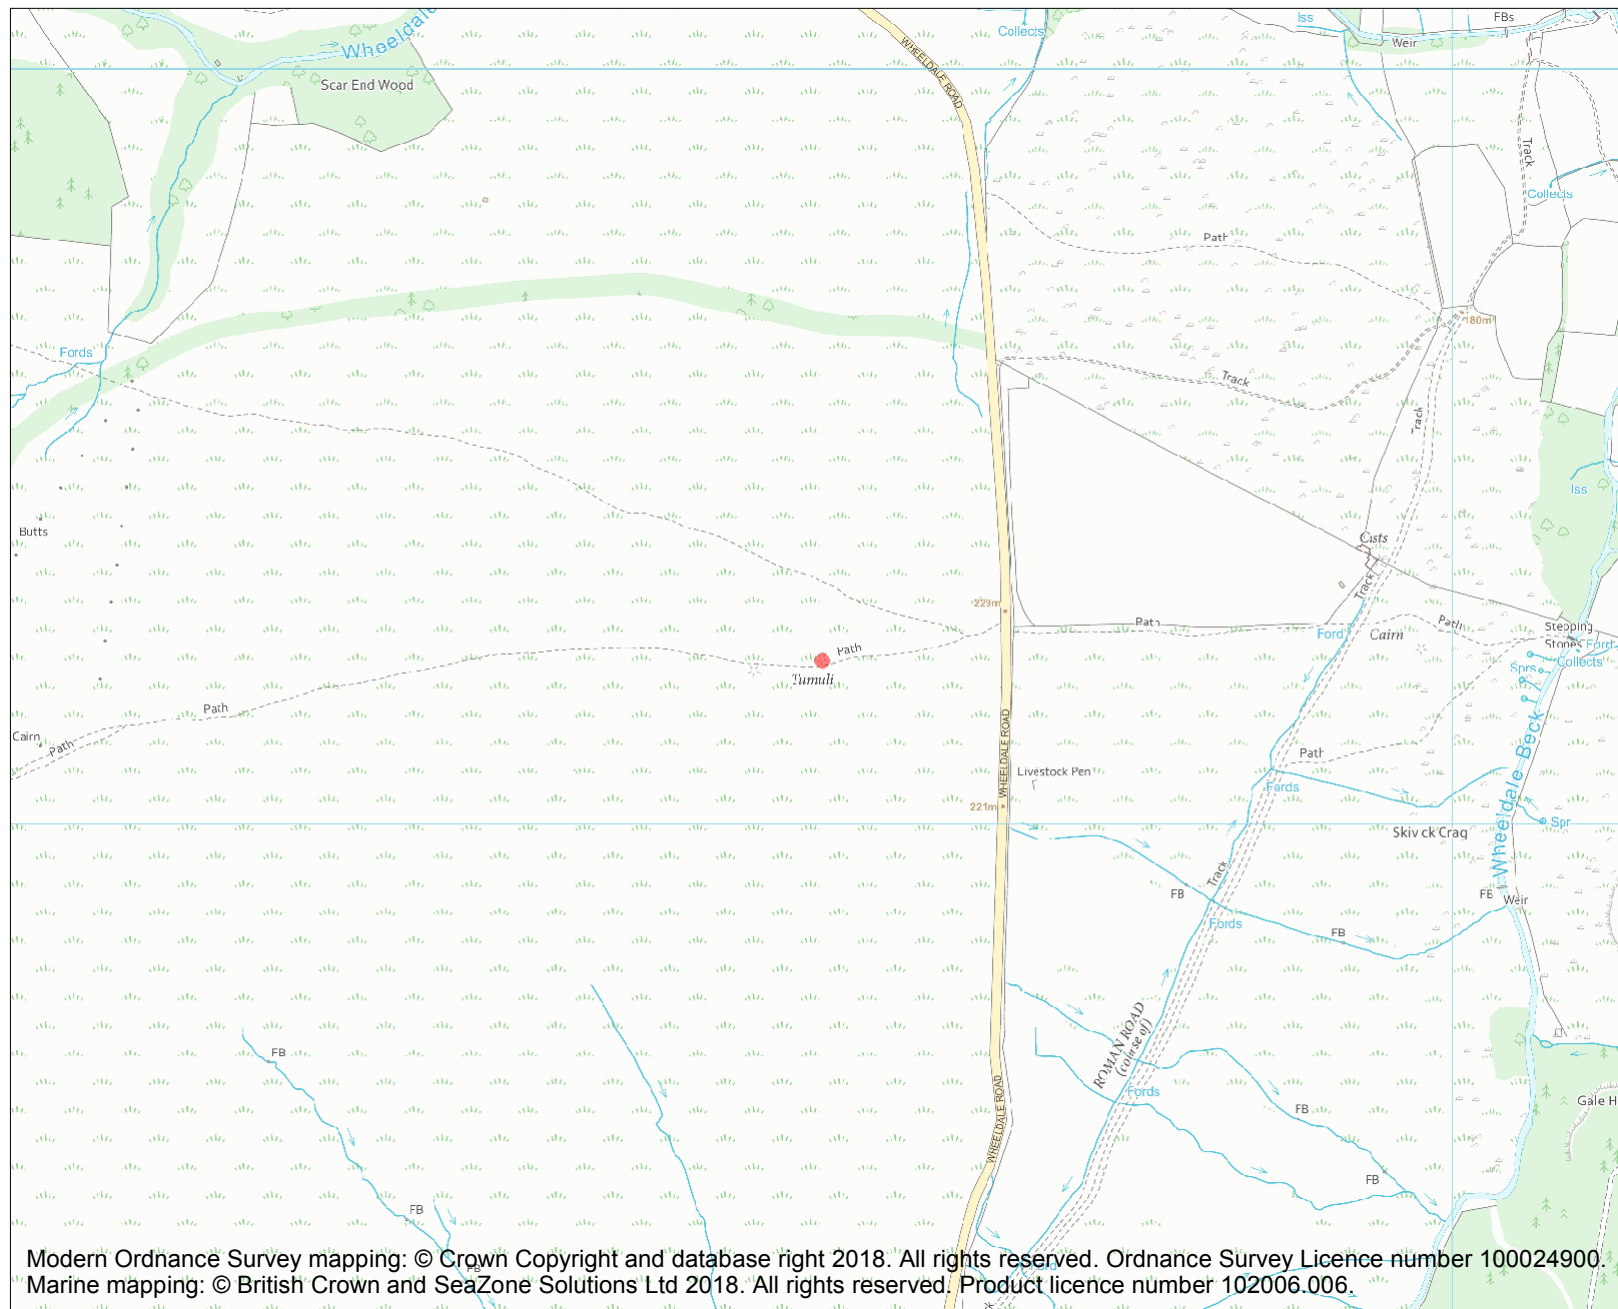 Wheeldale
Collects
Iss
FBs
Weir
Scar End Wood
WHEELDALE ROAD
Track
Collects
Path
180m
Fords
Track
Track
Iss
Butts
Cists
Track
229m
Path
Ford
Cairn
Path
Stepping
Stones
Ford
Collects
Sprs
Path
Tumuli
Path
Cairn
Path
WHEELDALE ROAD
Livestock Pen
221m
Path
Fords
Wheeldale Beck
Spr
Track
FB
FB
Weir
Fords
FB
ROMAN ROAD
(course of)
Fords
FB
FB
WHEELDALE ROAD
Gale H
FB
FB
FB
Ford
Modern Ordnance Survey mapping: © Crown Copyright and database right 2018. All rights reserved. Ordnance Survey Licence number 100024900.
Marine mapping: © British Crown and SeaZone Solutions Ltd 2018. All rights reserved. Product licence number 102006.006.